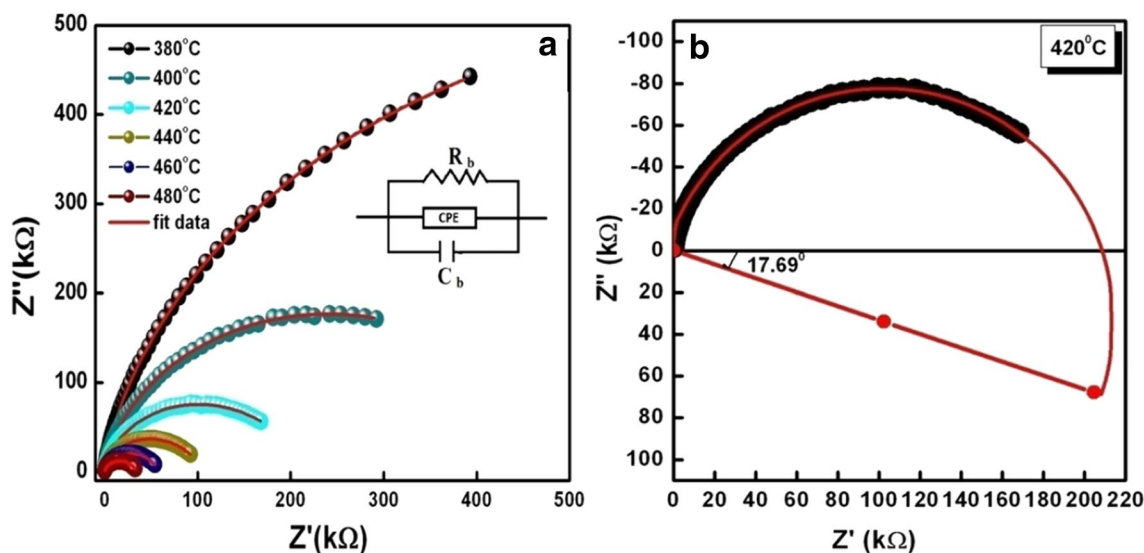 a
380°C
400°C
420°C
440°C
460°C
480°C
fit data
Z''(kΩ)
500
400
300
200
100
0
0 100 200 300 400 500
Z'(kΩ)
R b
CPE
C b
b
420°C
Z'' (kΩ)
-100
-80
-60
-40
-20
0
20
40
60
80
100
17.69°
0 20 40 60 80 100 120 140 160 180 200 220
Z' (kΩ)